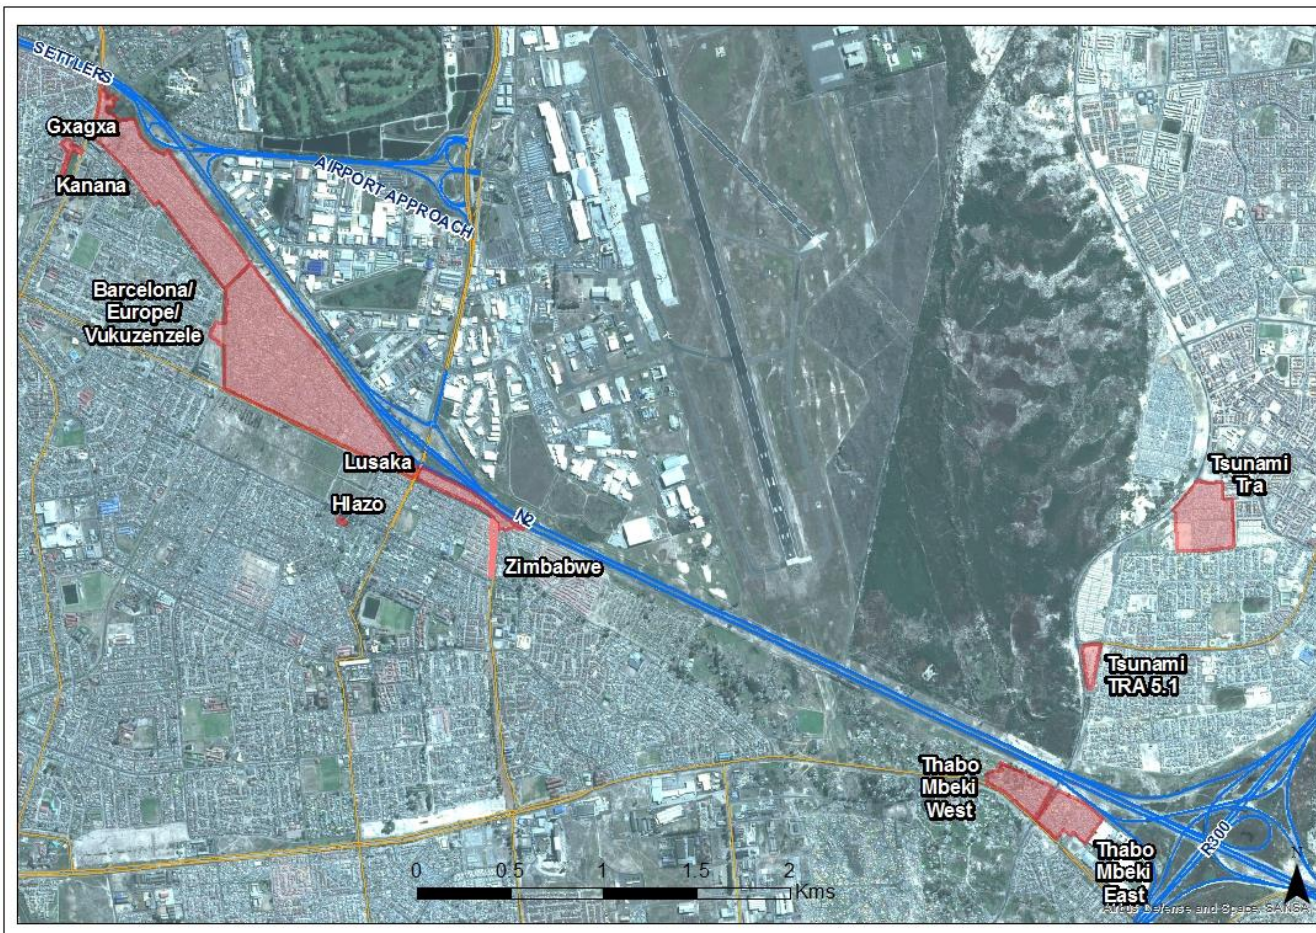 SETTLERS
Gxagxa
AIRPORT APPROACH
Kanana
Barcelona/
Europe/
Vukuzenzele
Lusaka
Tsunami
Tra
Hlazo
N2
Zimbabwe
Tsunami
TRA 5.1
Thabo
Mbeki
West
R300
Thabo
Mbeki
East
0 0.5 1 1.5 2
Kms
N
Airbus Defense and Space, SANSA